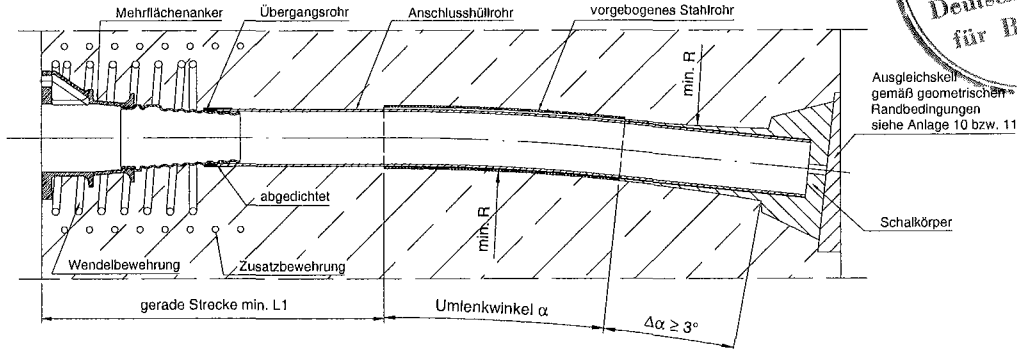 Mehrflächenanker
Übergangsrohr
Anschlusshüllrohr
vorgebogenes Stahlrohr
für B
min. R
Ausgleichskeil
gemäß geometrischen
Randbedingungen
siehe Anlage 10 bzw. 11
abgedichtet
min. R
Schalkörper
Wendelbewehrung
Zusatzbewehrung
gerade Strecke min. L1
Umlenkwinkel α
Δα ≥ 3°